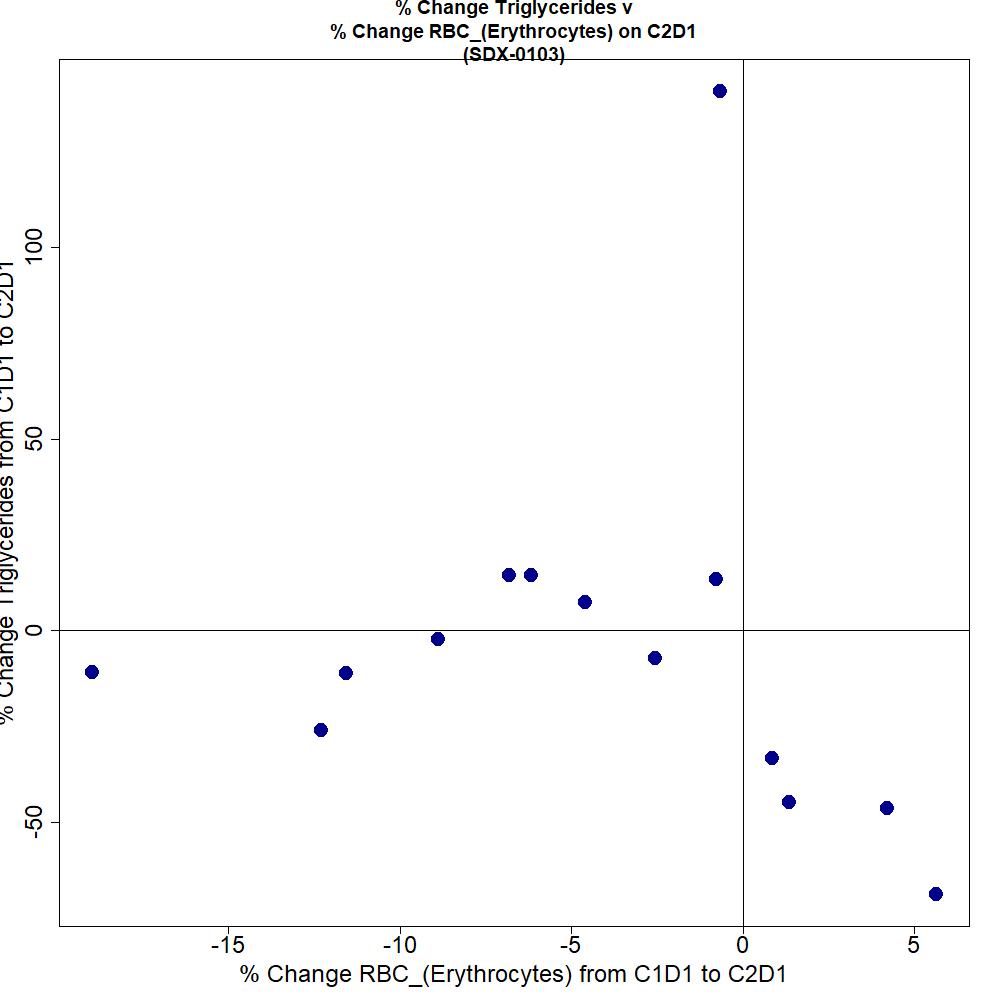 % Change Triglycerides v
% Change RBC_(Erythrocytes) on C2D1
(SDX-0103)
% Change Triglycerides from C1D1 to C2D1
100
50
0
-50
-15
-10
-5
0
5
% Change RBC_(Erythrocytes) from C1D1 to C2D1